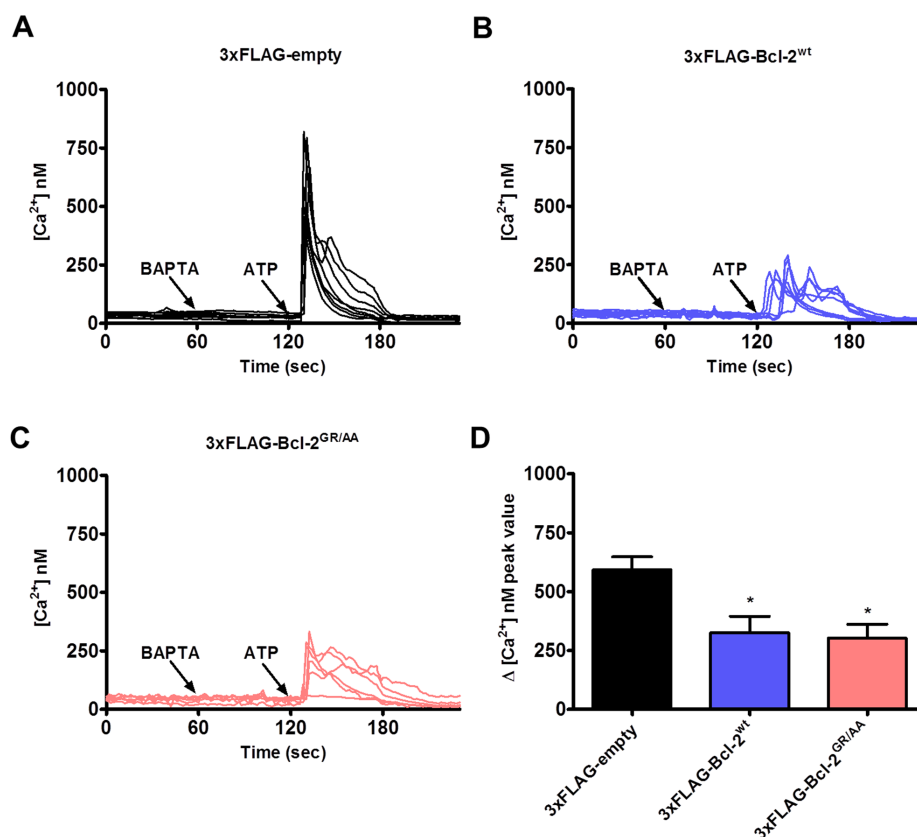 A
3xFLAG-empty
[Ca²⁺] nM
1000
750
500
250
0
BAPTA
ATP
0
60
120
180
Time (sec)
B
3xFLAG-Bcl-2ʷᵗ
[Ca²⁺] nM
1000
750
500
250
0
BAPTA
ATP
0
60
120
180
Time (sec)
C
3xFLAG-Bcl-2ᴳᴿ/ᴬᴬ
[Ca²⁺] nM
1000
750
500
250
0
BAPTA
ATP
0
60
120
180
Time (sec)
D
Δ [Ca²⁺] nM peak value
1000
750
500
250
0
*
*
3xFLAG-empty
3xFLAG-Bcl-2ʷᵗ
3xFLAG-Bcl-2ᴳᴿ/ᴬᴬ